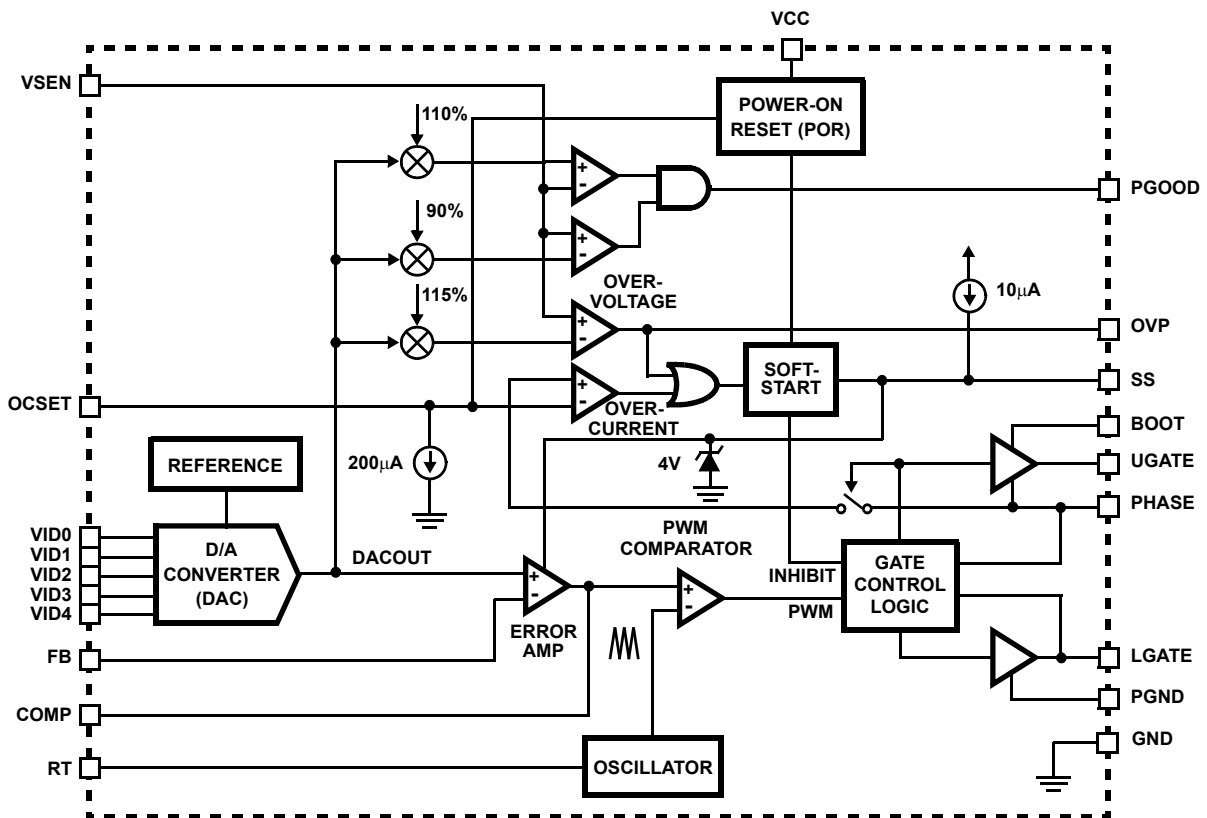 VCC
VSEN
POWER-ON
RESET (POR)
110%
+
-
PGOOD
90%
+
-
OVER-
VOLTAGE
10μA
115%
+
-
OVP
SOFT-
START
SS
+
-
OCSET
OVER-
CURRENT
BOOT
REFERENCE
200μA
4V
UGATE
PHASE
VID0
VID1
VID2
VID3
VID4
D/A
CONVERTER
(DAC)
DACOUT
PWM
COMPARATOR
+
-
+
-
INHIBIT
PWM
GATE
CONTROL
LOGIC
ERROR
AMP
FB
LGATE
PGND
COMP
GND
RT
OSCILLATOR